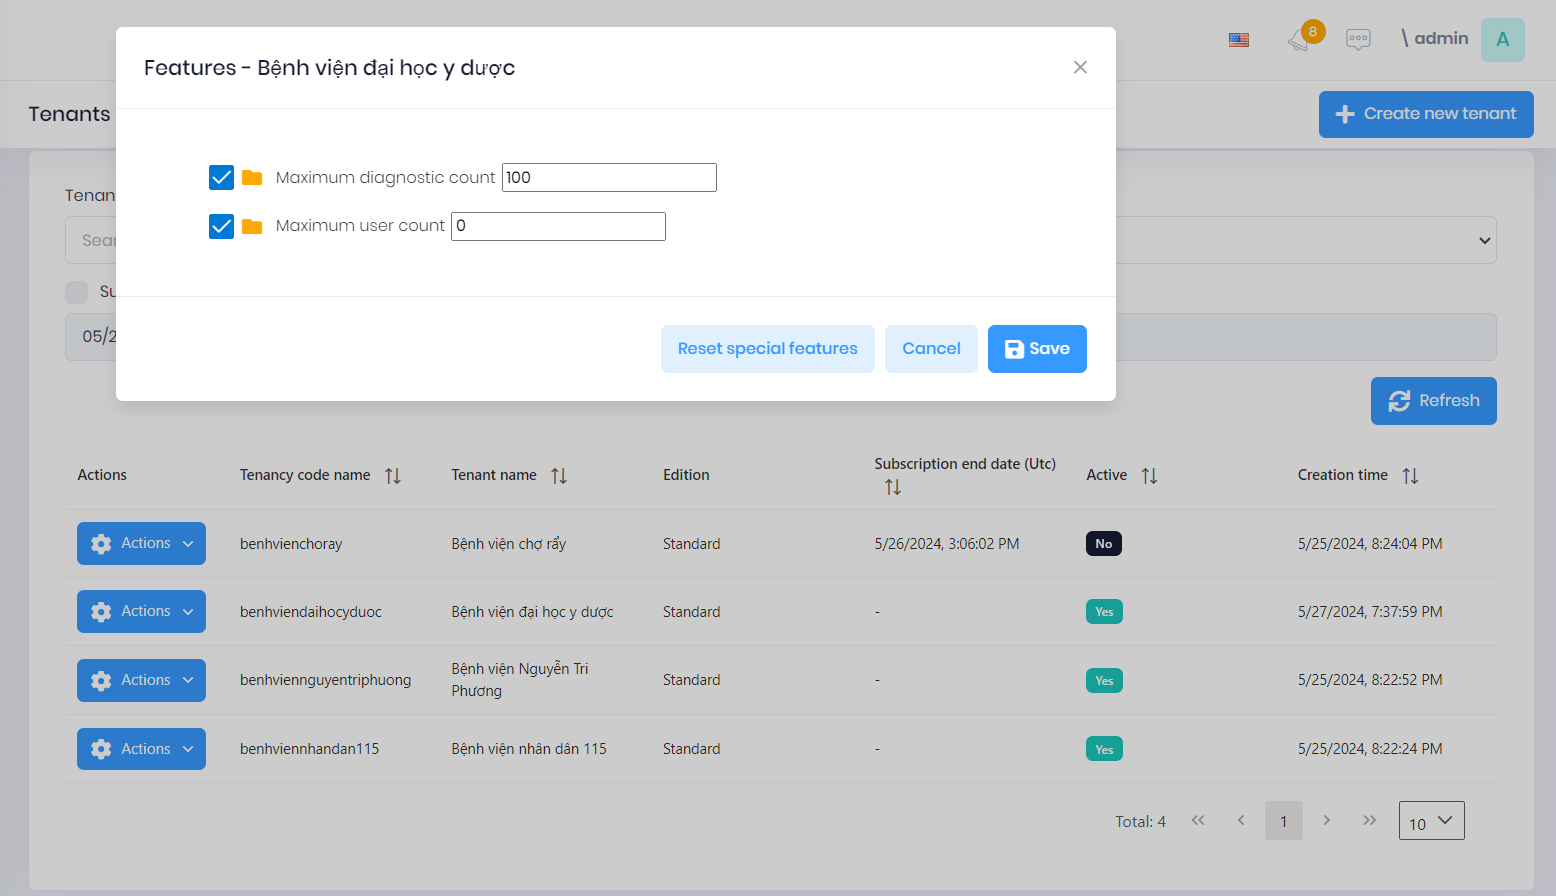 8
\ admin
A
Features - Bệnh viện đại học y dược
Tenants
Create new tenant
Maximum diagnostic count 100
Maximum user count 0
Reset special features
Cancel
Save
Refresh
Actions
Tenancy code name
Tenant name
Edition
Subscription end date (Utc)
Active
Creation time
Actions benhvienchoray Bệnh viện chợ rẩy Standard 5/26/2024, 3:06:02 PM No 5/25/2024, 8:24:04 PM
Actions benhviendaihocyduoc Bệnh viện đại học y dược Standard - Yes 5/27/2024, 7:37:59 PM
Actions benhviennguyentriphuong Bệnh viện Nguyễn Tri
Phương Standard - Yes 5/25/2024, 8:22:52 PM
Actions benhviennhandan115 Bệnh viện nhân dân 115 Standard - Yes 5/25/2024, 8:22:24 PM
Total: 4
1
10